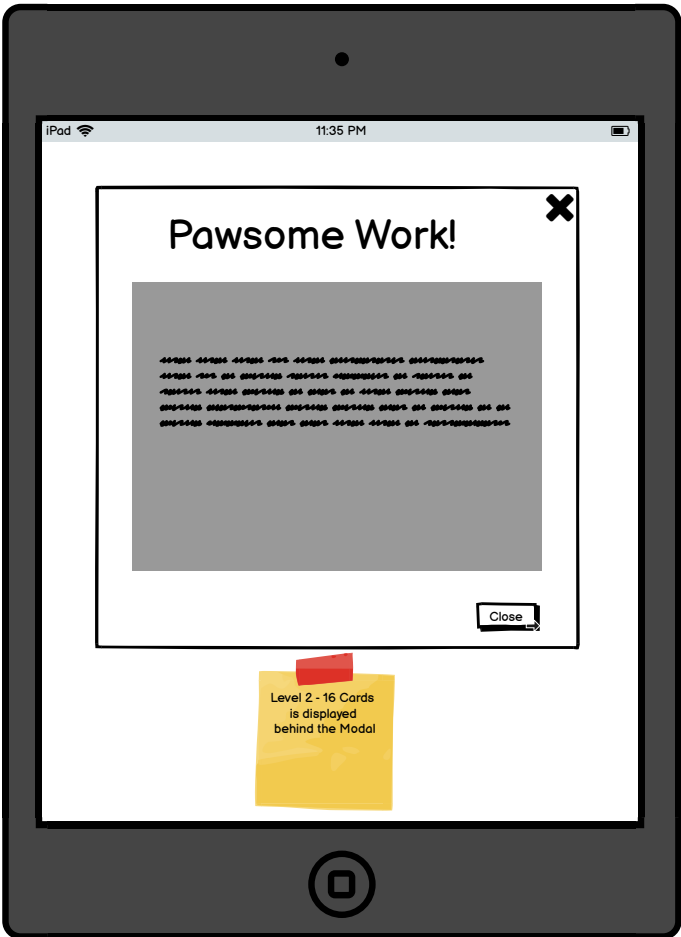 iPad
11:35 PM
Pawsome Work!
Close
Level 2 - 16 Cards
is displayed
behind the Modal